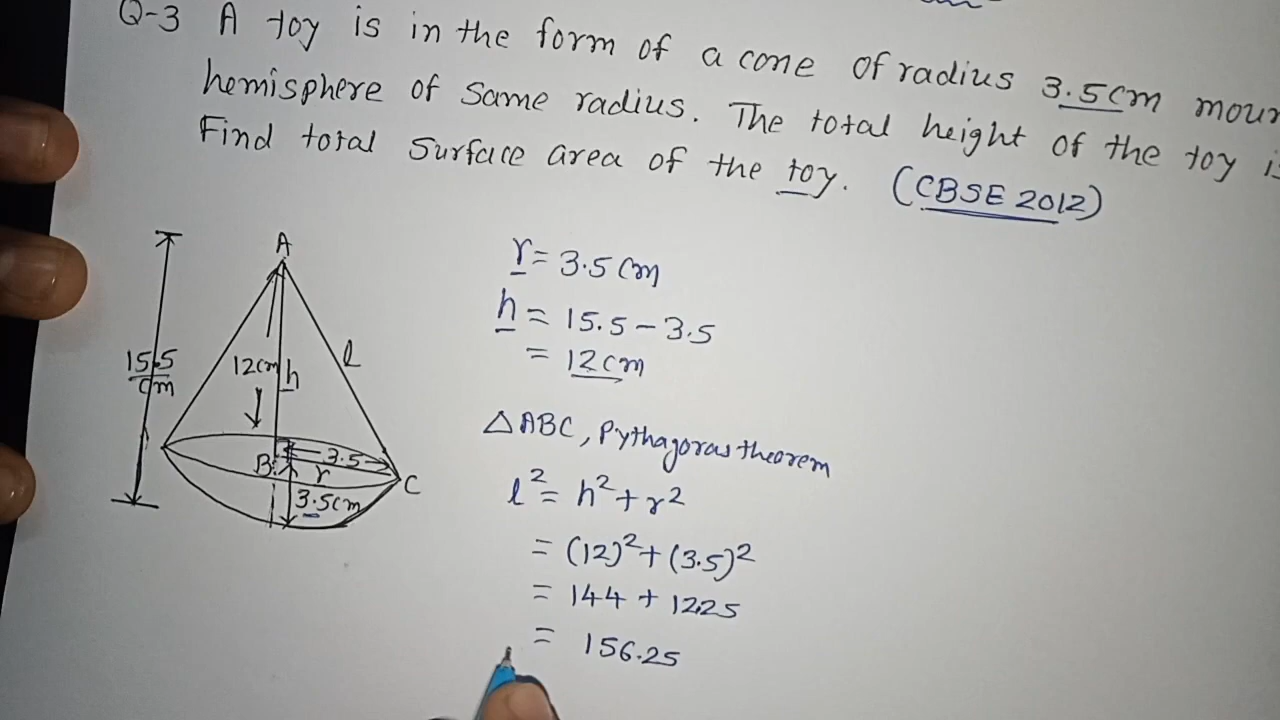 Q-3 A toy is in the form of a cone of radius 3.5cm moun
hemisphere of same radius. The total height of the toy is
Find total surface area of the toy. (CBSE 2012)
A
15.5
cm
12cm
h
l
B
3.5
r
C
3.5cm
r = 3.5 cm
h = 15.5 - 3.5
= 12cm
△ABC, Pythagoras theorem
l² = h² + r²
= (12)² + (3.5)²
= 144 + 12.25
= 156.25